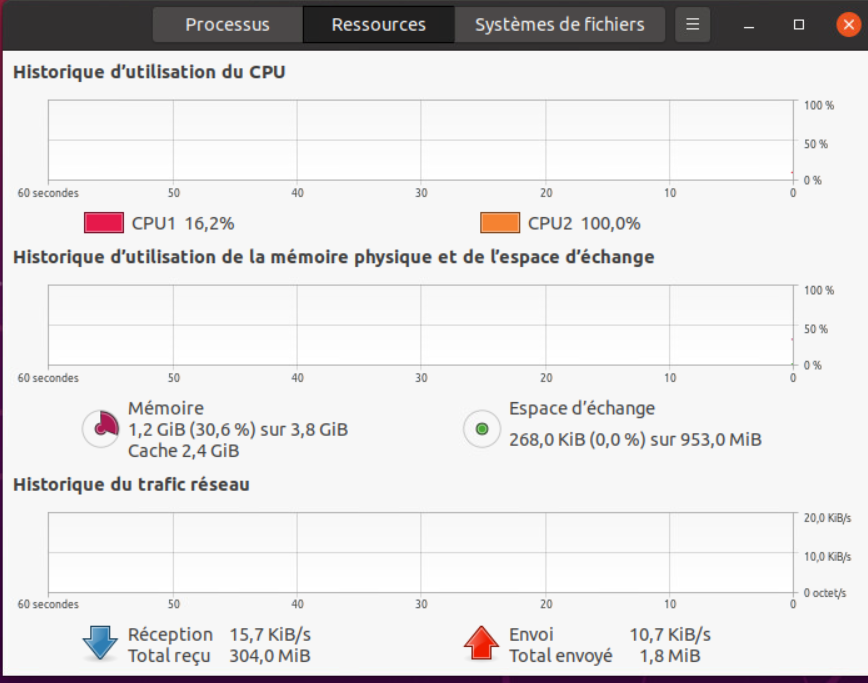 Processus Ressources Systèmes de fichiers
Historique d'utilisation du CPU
100 %
50 %
0 %
60 secondes 50 40 30 20 10 0
CPU1 16,2% CPU2 100,0%
Historique d'utilisation de la mémoire physique et de l'espace d'échange
100 %
50 %
0 %
60 secondes 50 40 30 20 10 0
Mémoire
1,2 GiB (30,6 %) sur 3,8 GiB
Cache 2,4 GiB
Espace d'échange
268,0 KiB (0,0 %) sur 953,0 MiB
Historique du trafic réseau
20,0 KiB/s
10,0 KiB/s
0 octet/s
60 secondes 50 40 30 20 10 0
Réception 15,7 KiB/s
Total reçu 304,0 MiB
Envoi 10,7 KiB/s
Total envoyé 1,8 MiB